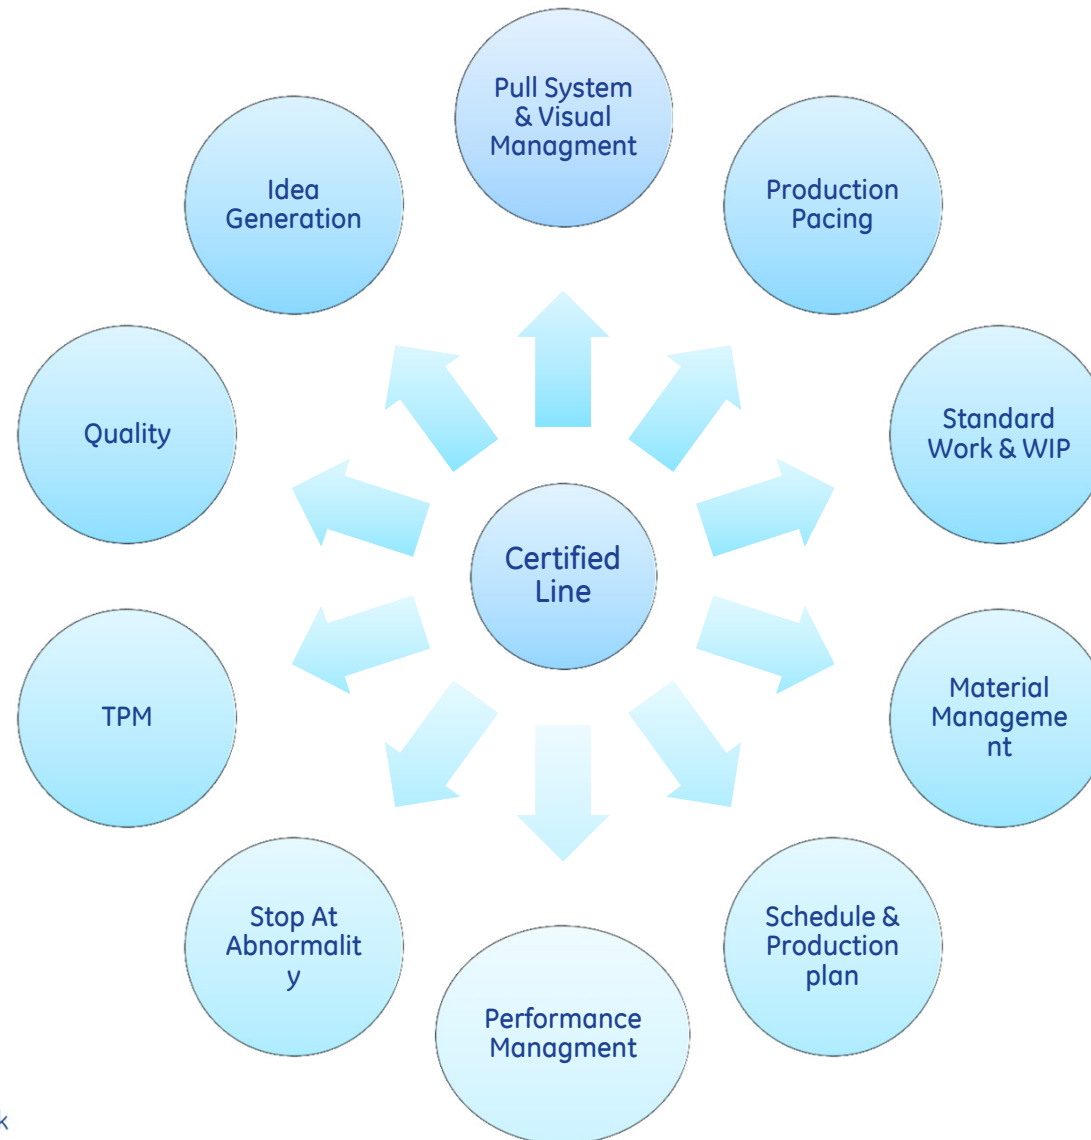 Pull System
& Visual
Managment
Production
Pacing
Standard
Work & WIP
Material
Manageme
nt
Schedule &
Production
plan
Performance
Managment
Stop At
Abnormalit
y
TPM
Quality
Idea
Generation
Certified
Line
k